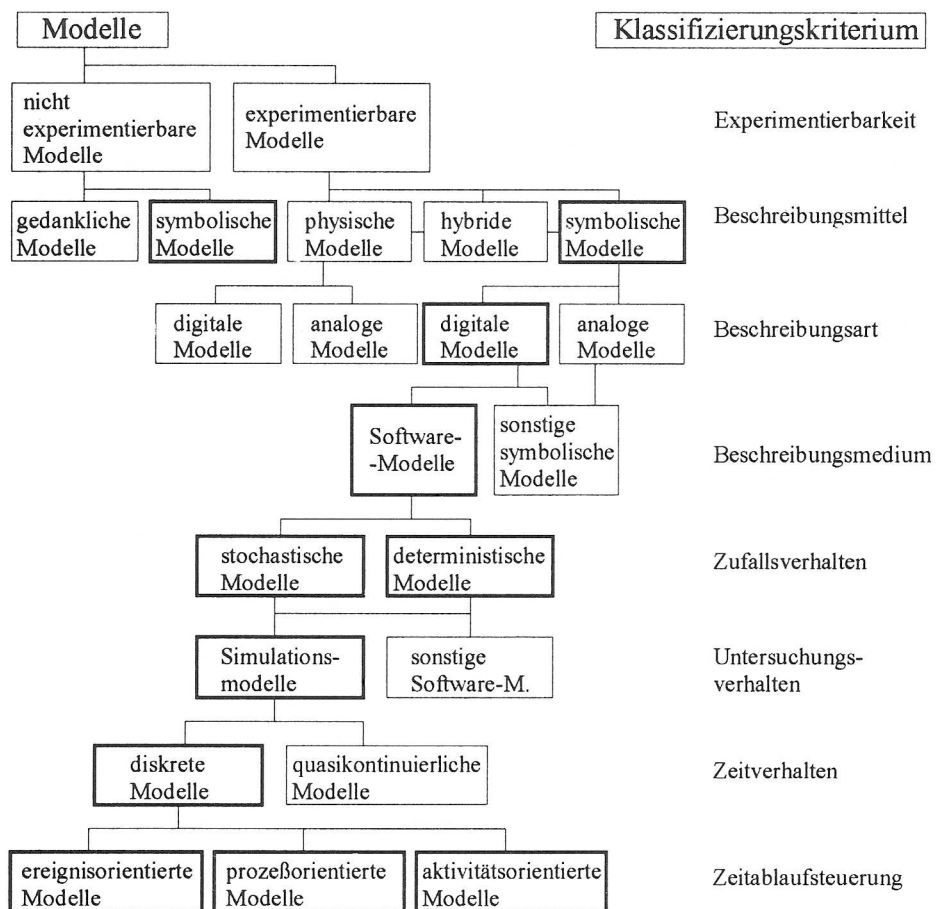 Modelle
Klassifizierungskriterium
nicht
experimentierbare
Modelle
experimentierbare
Modelle
Experimentierbarkeit
gedankliche
Modelle
symbolische
Modelle
physische
Modelle
hybride
Modelle
symbolische
Modelle
Beschreibungsmittel
digitale
Modelle
analoge
Modelle
digitale
Modelle
analoge
Modelle
Beschreibungsart
Software-
-Modelle
sonstige
symbolische
Modelle
Beschreibungsmedium
stochastische
Modelle
deterministische
Modelle
Zufallsverhalten
Simulations-
modelle
sonstige
Software-M.
Untersuchungs-
verhalten
diskrete
Modelle
quasikontinuierliche
Modelle
Zeitverhalten
ereignisorientierte
Modelle
prozeßorientierte
Modelle
aktivitätsorientierte
Modelle
Zeitablaufsteuerung